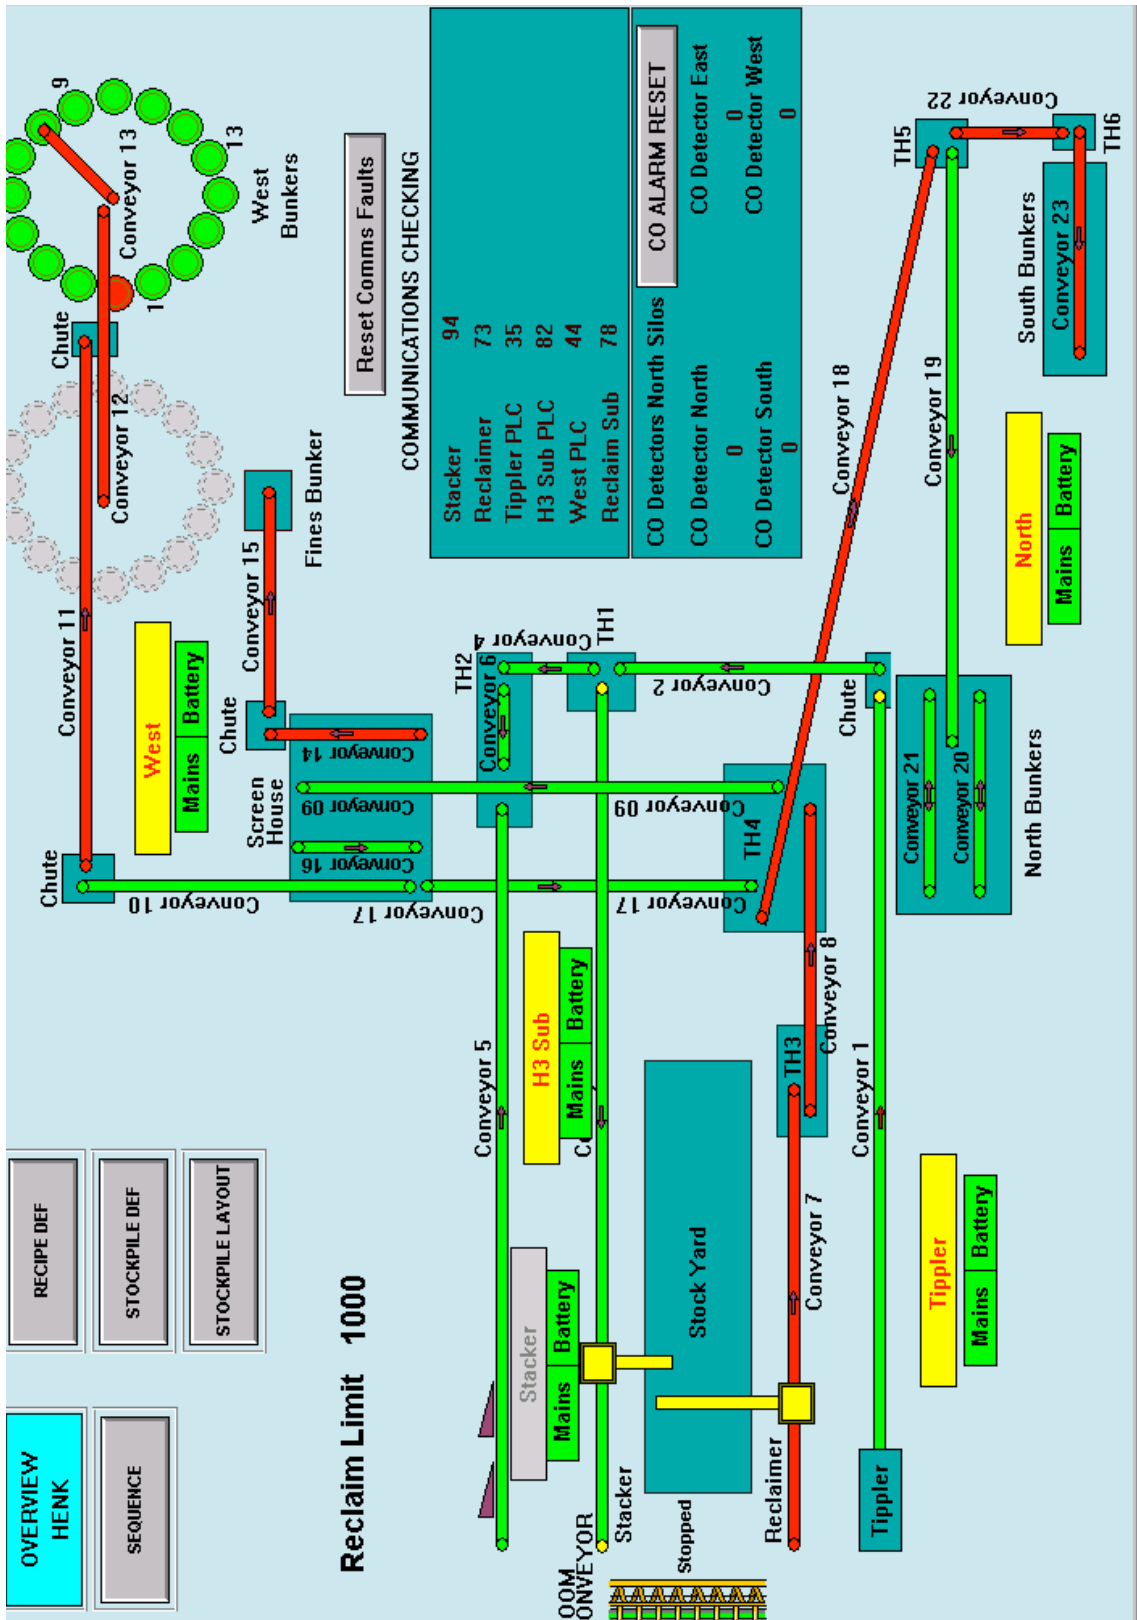 OVERVIEW
HENK
RECIPE DEF
SEQUENCE
STOCKPILE DEF
STOCKPILE LAYOUT
Reclaim Limit 1000
Chute
Conveyor 11
Chute
Conveyor 12
Conveyor 13
9
1
13
West
Bunkers
Conveyor 10
West
Mains
Battery
Screen
House
Chute
Conveyor 15
Fines Bunker
Conveyor 14
Conveyor 09
Conveyor 16
Conveyor 17
Reset Comms Faults
COMMUNICATIONS CHECKING
Stacker 94
Reclaimer 73
Tippler PLC 35
H3 Sub PLC 82
West PLC 44
Reclaim Sub 78
CO Detectors North Silos
CO ALARM RESET
CO Detector North
CO Detector East
0
0
CO Detector South
CO Detector West
0
0
Conveyor 5
TH2
Conveyor 6
Conveyor 4
Conveyor 17
Stacker
Mains
Battery
H3 Sub
Mains
Battery
OOM
ONVEYOR
Stacker
TH1
Conveyor 09
Conveyor 2
Stopped
Stock Yard
Reclaimer
Conveyor 7
TH3
Conveyor 8
TH4
Conveyor 17
Conveyor 09
Conveyor 18
Tippler
Conveyor 1
Chute
Tippler
Mains
Battery
Conveyor 21
Conveyor 20
North Bunkers
Conveyor 19
North
Mains
Battery
TH5
Conveyor 22
South Bunkers
Conveyor 23
TH6